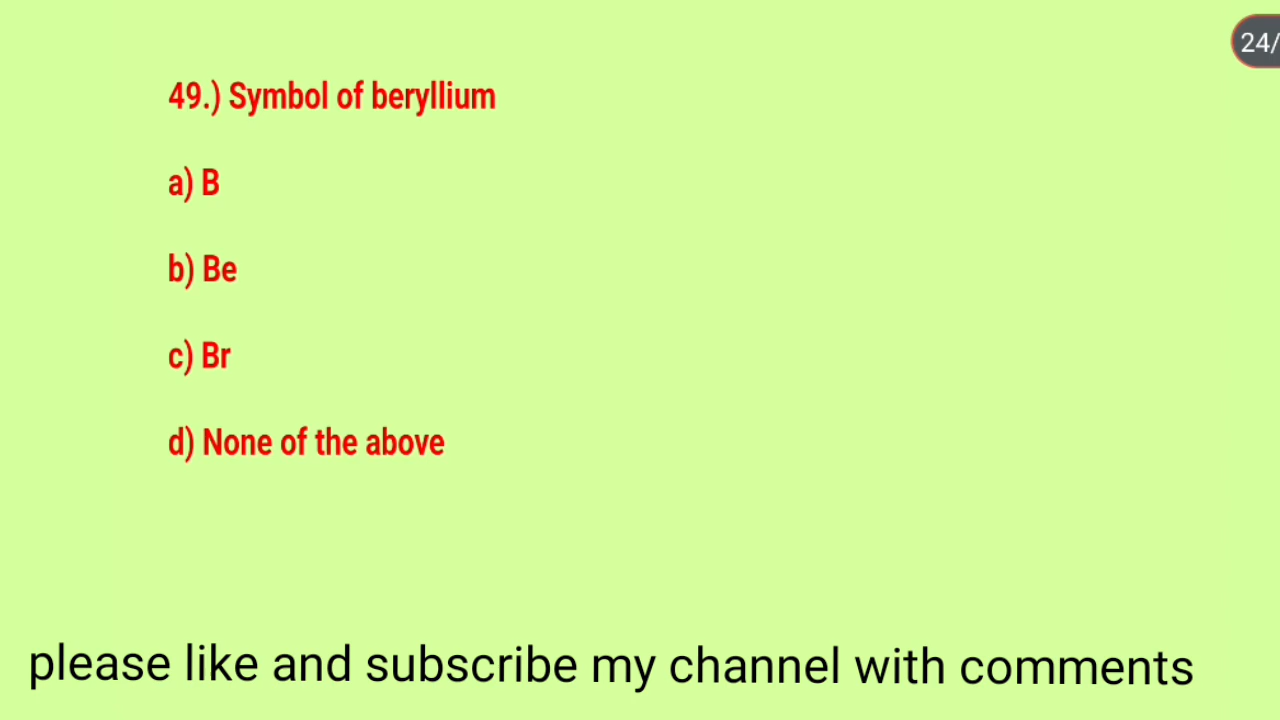 24/
49.) Symbol of beryllium
a) B
b) Be
c) Br
d) None of the above
please like and subscribe my channel with comments